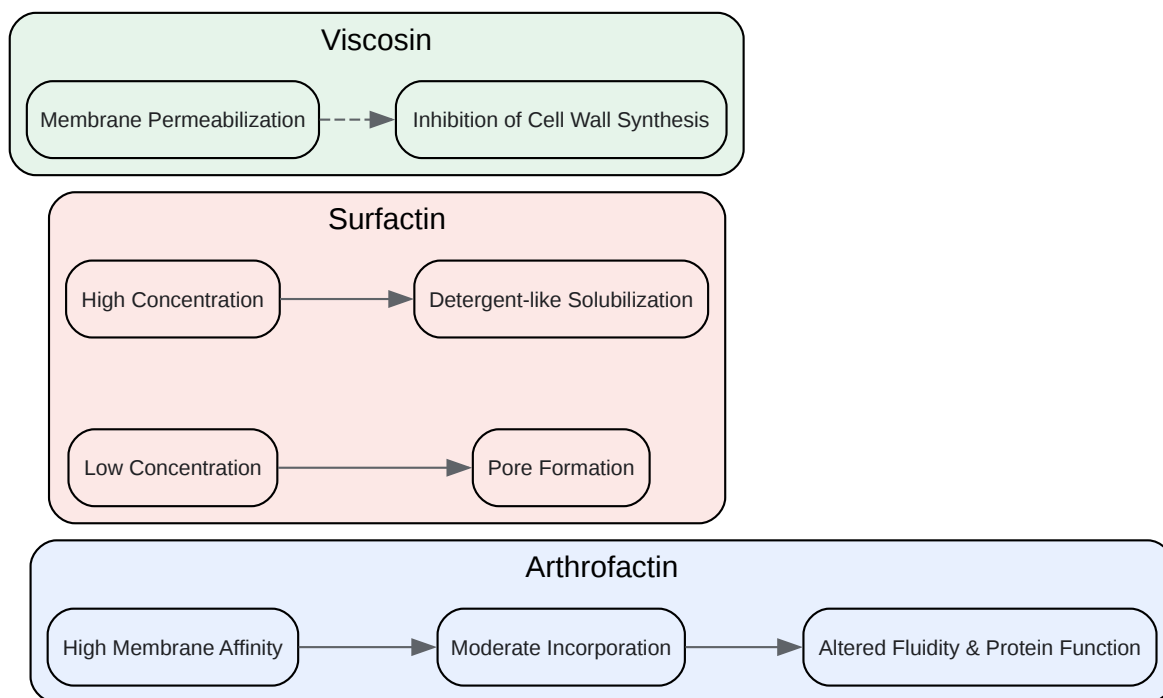 Viscosin
Membrane Permeabilization
Inhibition of Cell Wall Synthesis
Surfactin
High Concentration
Detergent-like Solubilization
Low Concentration
Pore Formation
Arthrofactin
High Membrane Affinity
Moderate Incorporation
Altered Fluidity & Protein Function